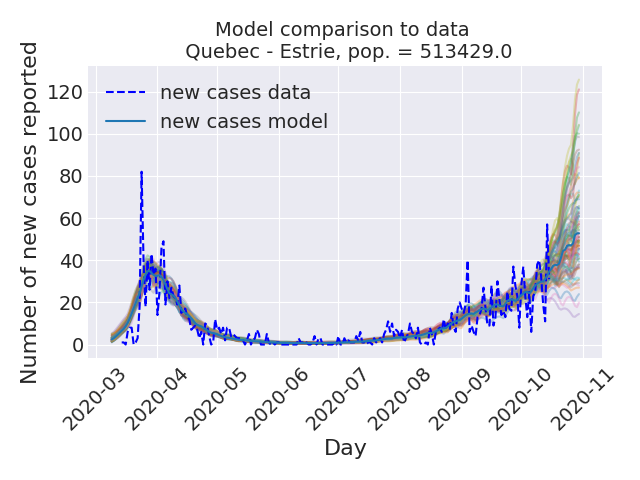 Model comparison to data
Quebec - Estrie, pop. = 513429.0
Number of new cases reported
120
100
80
60
40
20
0
new cases data
new cases model
2020-03
2020-04
2020-05
2020-06
2020-07
2020-08
2020-09
2020-10
2020-11
Day